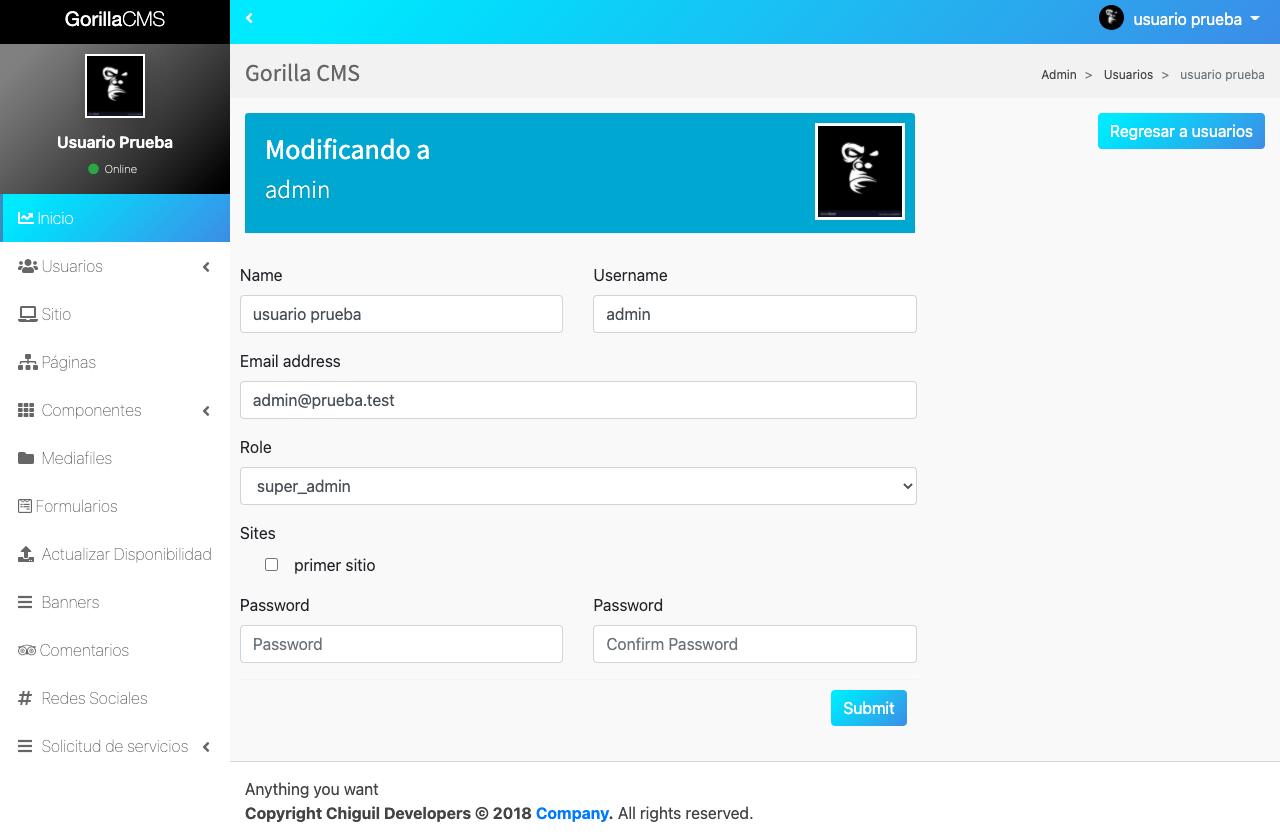 GorillaCMS
usuario prueba
Usuario Prueba
Online
Inicio
Usuarios
Sitio
Páginas
Componentes
Mediafiles
Formularios
Actualizar Disponibilidad
Banners
Comentarios
Redes Sociales
Solicitud de servicios
Gorilla CMS
Admin > Usuarios > usuario prueba
Modificando a
admin
Regresar a usuarios
Name Username
usuario prueba admin
Email address
admin@prueba.test
Role
super_admin
Sites
primer sitio
Password Password
Password Confirm Password
Submit
Anything you want
Copyright Chiguil Developers © 2018 Company. All rights reserved.